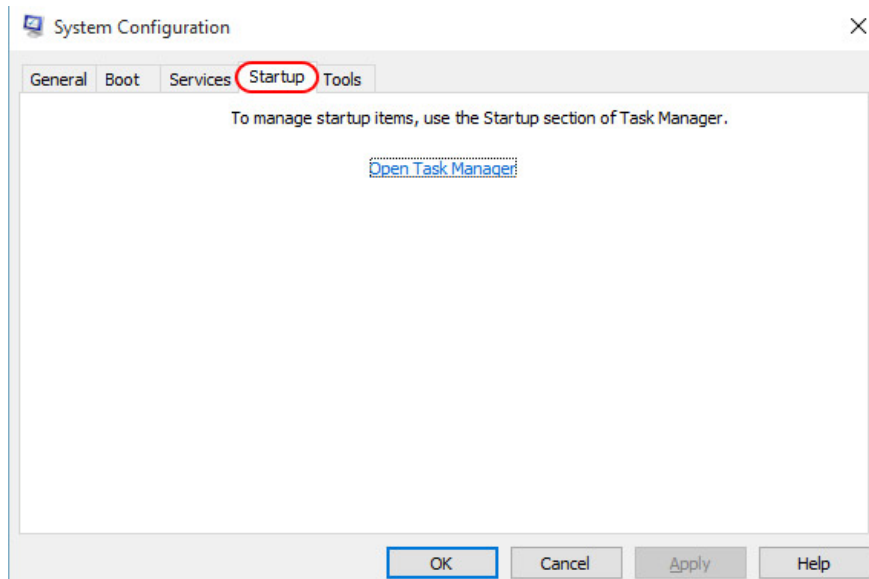 System Configuration
General Boot Services Startup Tools
To manage startup items, use the Startup section of Task Manager.
Open Task Manager
OK Cancel Apply Help